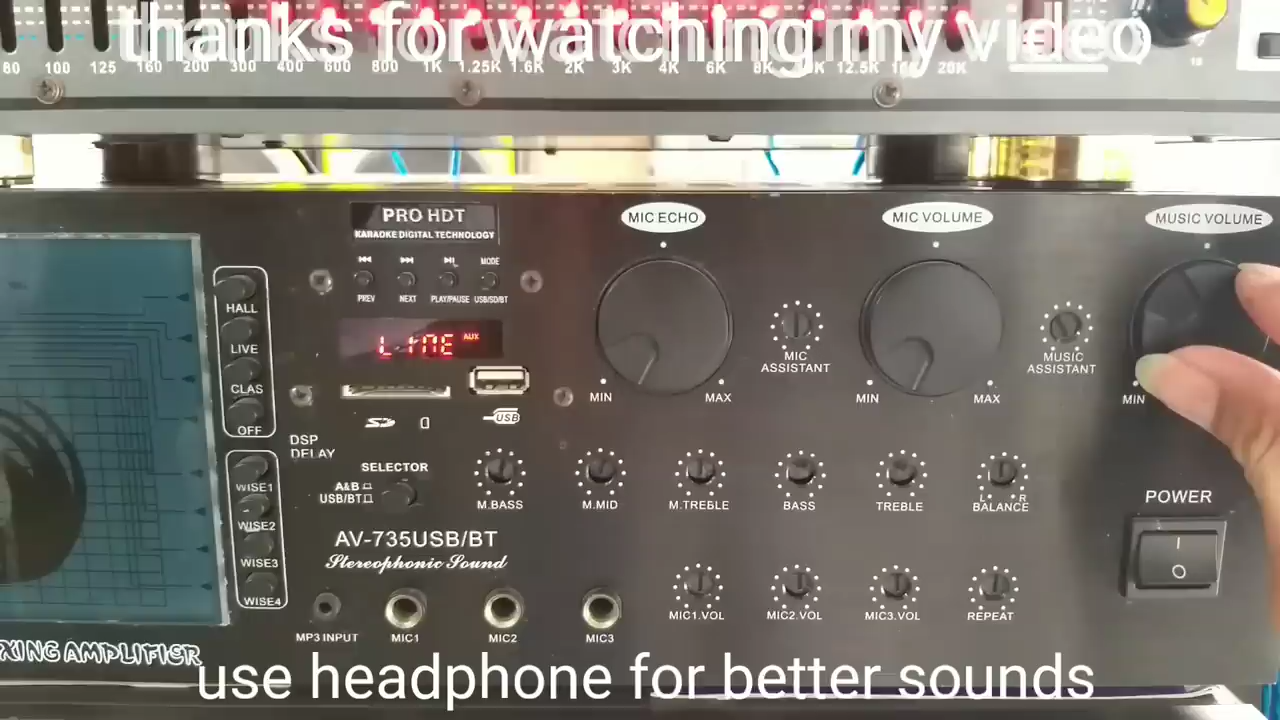 thanks for watching my video
80 100 125 160 200 300 400 600 800 1K 1.25K 1.6K 2K 3K 4K 6K 8K 12.5K 20K
PRO HDT
KARAOKE DIGITAL TECHNOLOGY
MODE
PREV NEXT PLAY/PAUSE USB/SD/BT
LINE AUX
SD USB
MIC ECHO
MIN MAX
MIC ASSISTANT
MIC VOLUME
MIN MAX
MUSIC ASSISTANT
MUSIC VOLUME
MIN
HALL
LIVE
CLAS
OFF
DSP
DELAY
WISE1
WISE2
WISE3
WISE4
SELECTOR
A&B
USB/BT
M.BASS M.MID M.TREBLE BASS TREBLE L R BALANCE
POWER
AV-735USB/BT
Stereophonic Sound
MP3 INPUT MIC1 MIC2 MIC3 MIC1.VOL MIC2.VOL MIC3.VOL REPEAT
XING AMPLIFIER
use headphone for better sounds